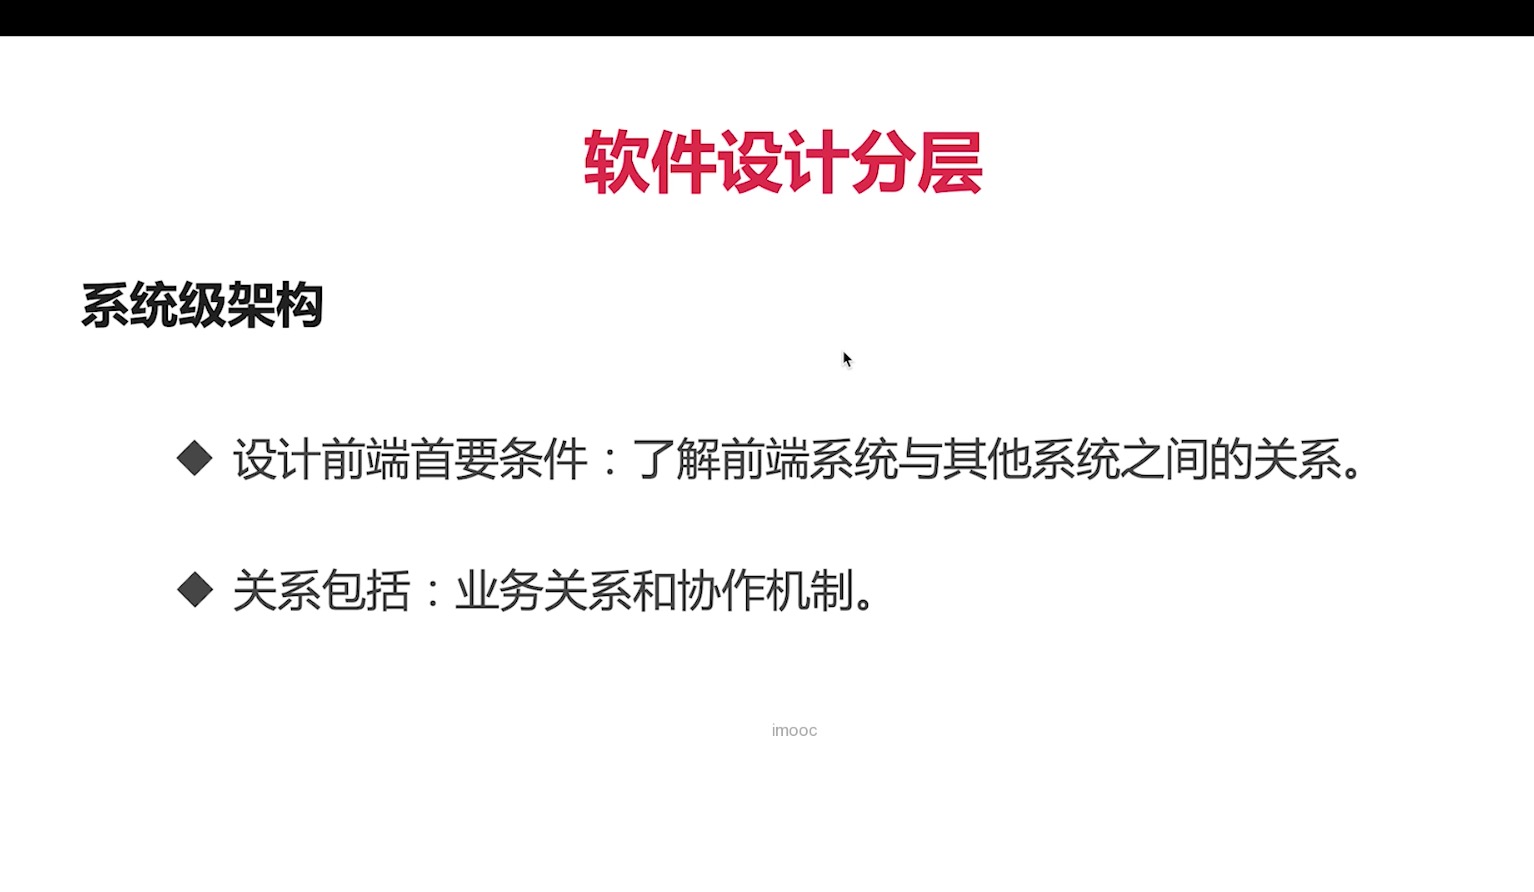 软件设计分层
系统级架构
◆ 设计前端首要条件：了解前端系统与其他系统之间的关系。
◆ 关系包括：业务关系和协作机制。
imooc